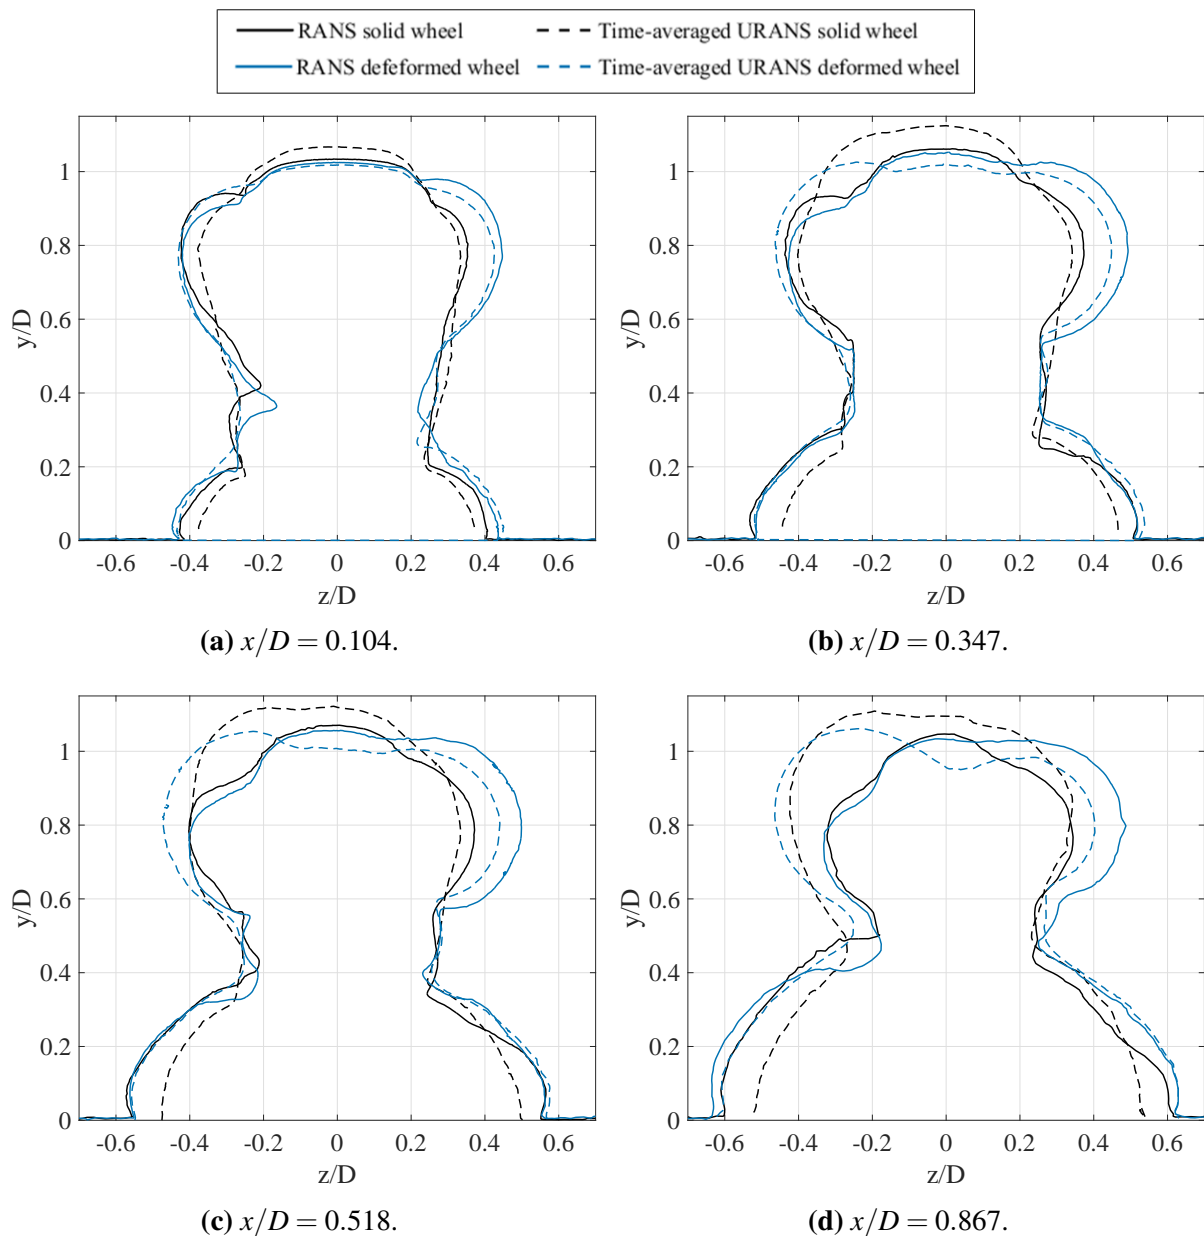 RANS solid wheel
Time-averaged URANS solid wheel
RANS defeformed wheel
Time-averaged URANS deformed wheel
1
0.8
0.6
0.4
0.2
0
y/D
-0.6 -0.4 -0.2 0 0.2 0.4 0.6
z/D
(a) x/D = 0.104.
1
0.8
0.6
0.4
0.2
0
y/D
-0.6 -0.4 -0.2 0 0.2 0.4 0.6
z/D
(b) x/D = 0.347.
1
0.8
0.6
0.4
0.2
0
y/D
-0.6 -0.4 -0.2 0 0.2 0.4 0.6
z/D
(c) x/D = 0.518.
1
0.8
0.6
0.4
0.2
0
y/D
-0.6 -0.4 -0.2 0 0.2 0.4 0.6
z/D
(d) x/D = 0.867.